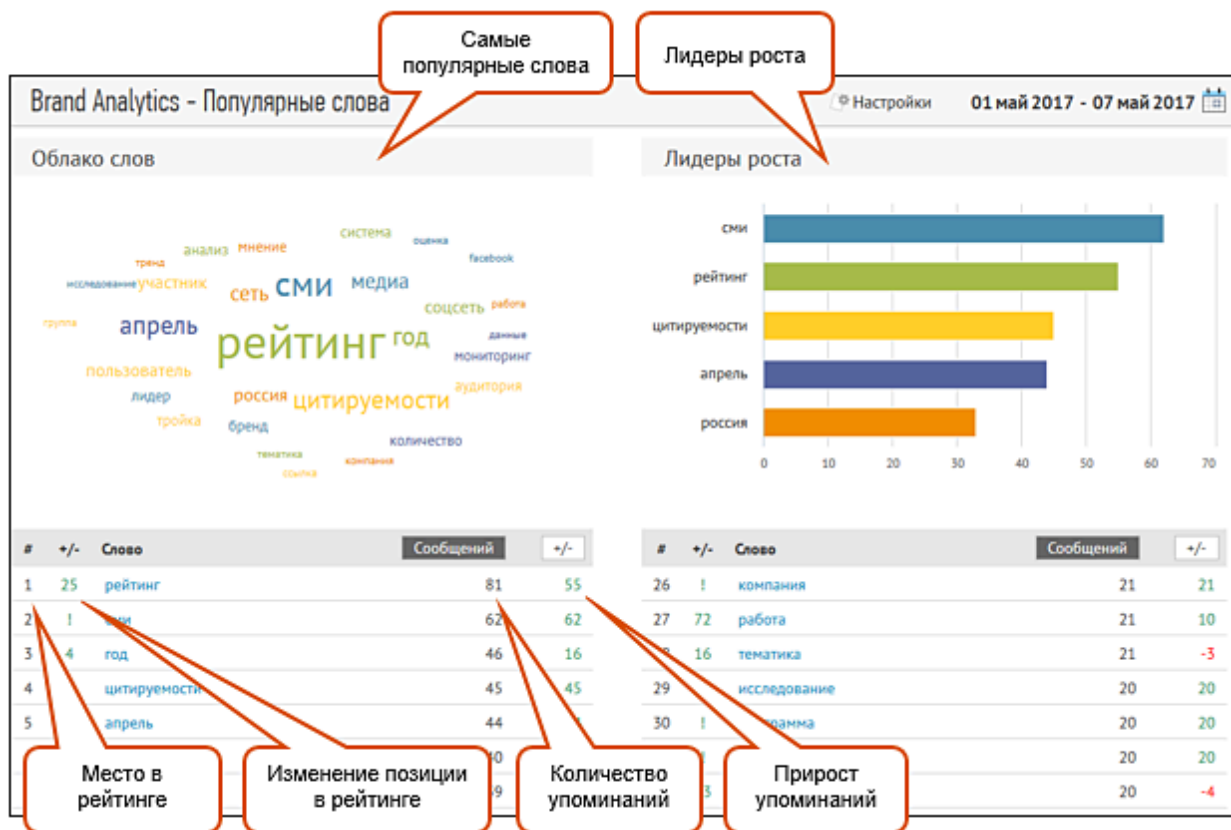 Самые
популярные слова
Лидеры роста
Brand Analytics - Популярные слова
Настройки
01 май 2017 - 07 май 2017
Облако слов
Лидеры роста
система
оценка
анализ
мнение
facebook
тренд
исследование
участник
сеть
СМИ
медиа
соцсеть
работа
группа
апрель
рейтинг
год
данные
мониторинг
пользователь
аудитория
лидер
россия
цитируемости
тройка
бренд
количество
тематика
компания
ссылка
сми
рейтинг
цитируемости
апрель
россия
0 10 20 30 40 50 60 70
# +/- Слово Сообщений +/-
1 25 рейтинг 81 55
2 ! сми 62 62
3 4 год 46 16
4 цитируемости 45 45
5 апрель 44
# +/- Слово Сообщений +/-
26 ! компания 21 21
27 72 работа 21 10
16 тематика 21 -3
29 исследование 20 20
30 ! 20 20
20 20
20 -4
Место в
рейтинге
Изменение позиции
в рейтинге
Количество
упоминаний
Прирост
упоминаний